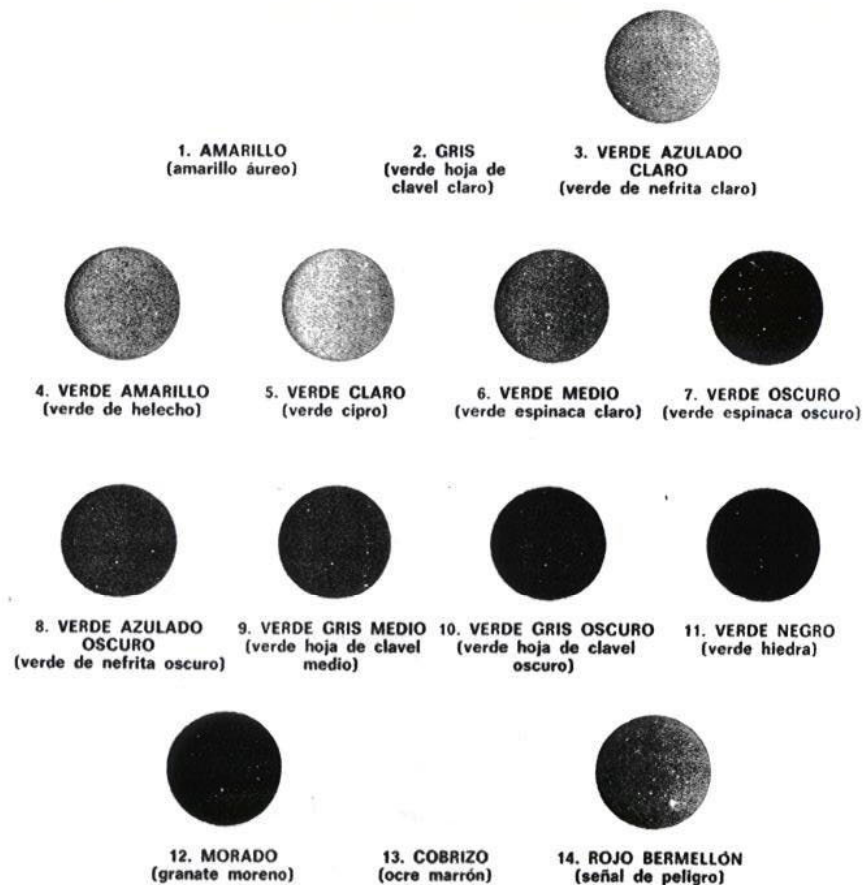 1. AMARILLO
(amarillo áureo)
2. GRIS
(verde hoja de
clavel claro)
3. VERDE AZULADO
CLARO
(verde de nefrita claro)
4. VERDE AMARILLO
(verde de helecho)
5. VERDE CLARO
(verde cipro)
6. VERDE MEDIO
(verde espinaca claro)
7. VERDE OSCURO
(verde espinaca oscuro)
8. VERDE AZULADO
OSCURO
(verde de nefrita oscuro)
9. VERDE GRIS MEDIO
(verde hoja de clavel
medio)
10. VERDE GRIS OSCURO
(verde hoja de clavel
oscuro)
11. VERDE NEGRO
(verde hiedra)
12. MORADO
(granate moreno)
13. COBRIZO
(ocre marrón)
14. ROJO BERMELLÓN
(señal de peligro)